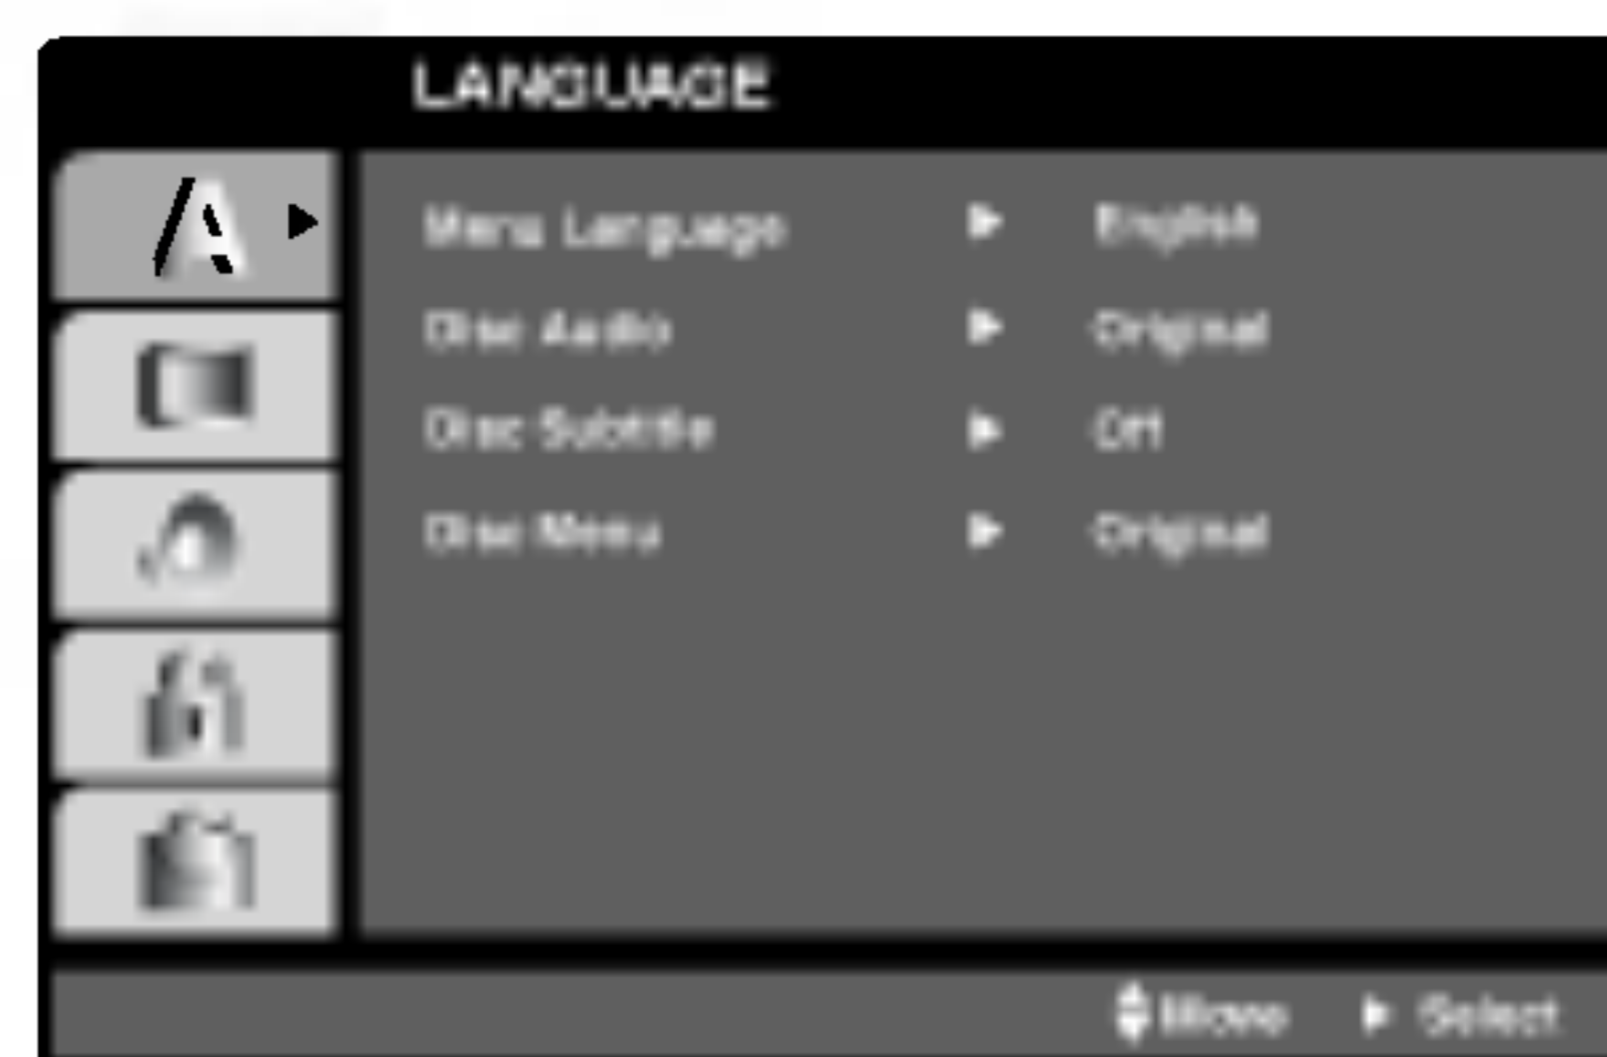 LANGUAGE
Menu Language ▶ English
Disc Audio ▶ Original
Disc Subtitle ▶ Off
Disc Menu ▶ Original
Move ▶ Select